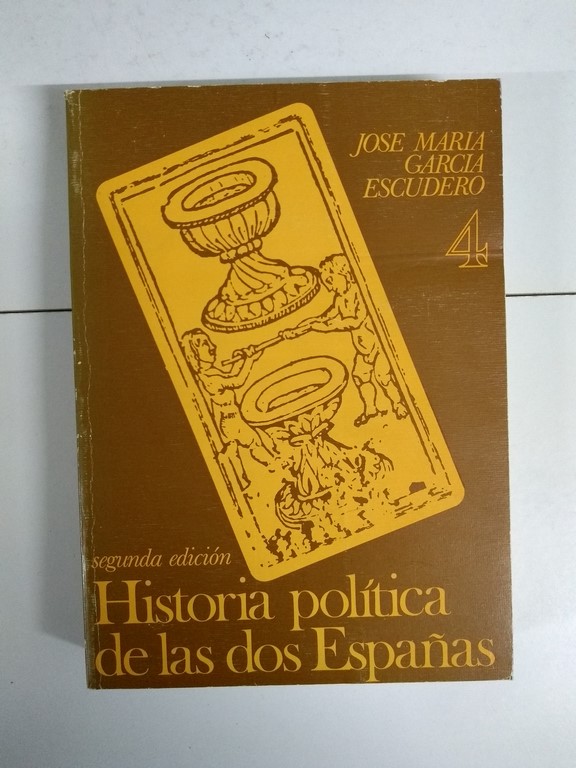 JOSE MARIA
GARCIA
ESCUDERO
4
segunda edición
Historia política
de las dos Españas